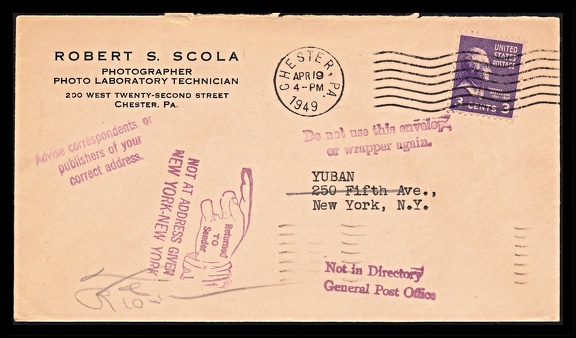 ROBERT S. SCOLA
PHOTOGRAPHER
PHOTO LABORATORY TECHNICIAN
200 WEST TWENTY-SECOND STREET
CHESTER, PA.
CHESTER, PA.
APR 19
4-PM
1949
UNITED
STATES
POSTAGE
3 CENTS 3
Advise correspondents or
publishers of your
correct address.
Do not use this envelope
or wrapper again.
YUBAN
250 Fifth Ave.,
New York, N.Y.
NOT AT ADDRESS GIVEN
NEW YORK-NEW YORK
Returned
TO
Sender
Not in Directory
General Post Office